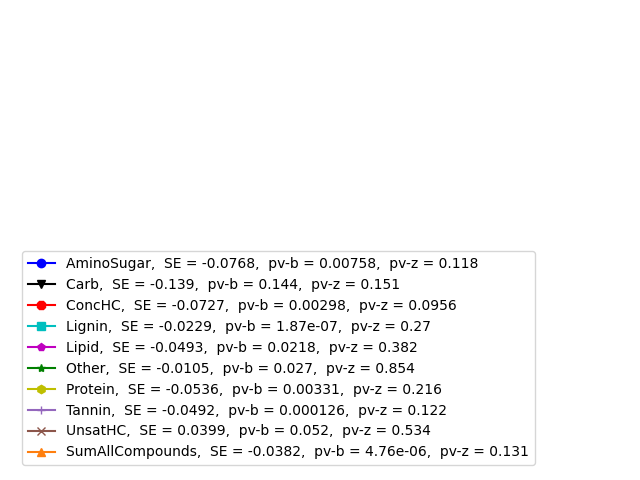 AminoSugar,  SE = -0.0768,  pv-b = 0.00758,  pv-z = 0.118
Carb,  SE = -0.139,  pv-b = 0.144,  pv-z = 0.151
ConcHC,  SE = -0.0727,  pv-b = 0.00298,  pv-z = 0.0956
Lignin,  SE = -0.0229,  pv-b = 1.87e-07,  pv-z = 0.27
Lipid,  SE = -0.0493,  pv-b = 0.0218,  pv-z = 0.382
Other,  SE = -0.0105,  pv-b = 0.027,  pv-z = 0.854
Protein,  SE = -0.0536,  pv-b = 0.00331,  pv-z = 0.216
Tannin,  SE = -0.0492,  pv-b = 0.000126,  pv-z = 0.122
UnsatHC,  SE = 0.0399,  pv-b = 0.052,  pv-z = 0.534
SumAllCompounds,  SE = -0.0382,  pv-b = 4.76e-06,  pv-z = 0.131